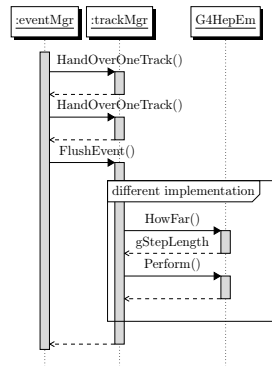 :eventMgr :trackMgr G4HepEm
HandOverOneTrack()
HandOverOneTrack()
FlushEvent()
different implementation
HowFar()
gStepLength
Perform()